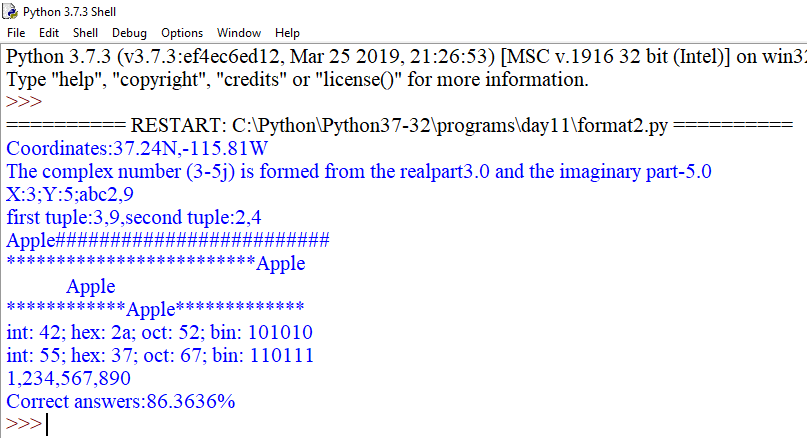 Python 3.7.3 Shell
File Edit Shell Debug Options Window Help
Python 3.7.3 (v3.7.3:ef4ec6ed12, Mar 25 2019, 21:26:53) [MSC v.1916 32 bit (Intel)] on win32
Type "help", "copyright", "credits" or "license()" for more information.
>>>
========== RESTART: C:\Python\Python37-32\programs\day11\format2.py ==========
Coordinates:37.24N,-115.81W
The complex number (3-5j) is formed from the realpart3.0 and the imaginary part-5.0
X:3;Y:5;abc2,9
first tuple:3,9,second tuple:2,4
Apple#########################
*************************Apple
            Apple
************Apple*************
int: 42; hex: 2a; oct: 52; bin: 101010
int: 55; hex: 37; oct: 67; bin: 110111
1,234,567,890
Correct answers:86.3636%
>>>